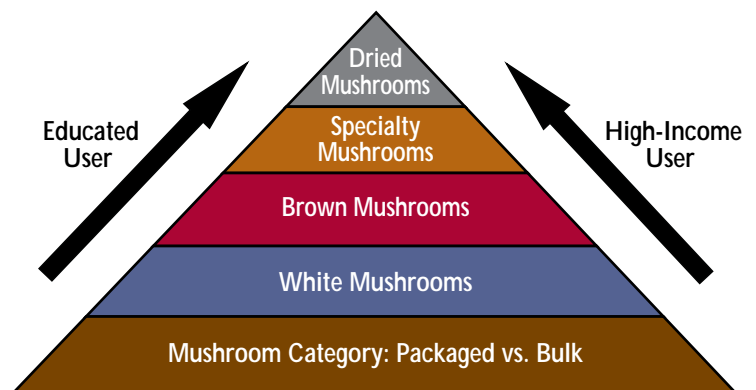 Dried
Mushrooms
Educated
User
Specialty
Mushrooms
High-Income
User
Brown Mushrooms
White Mushrooms
Mushroom Category: Packaged vs. Bulk